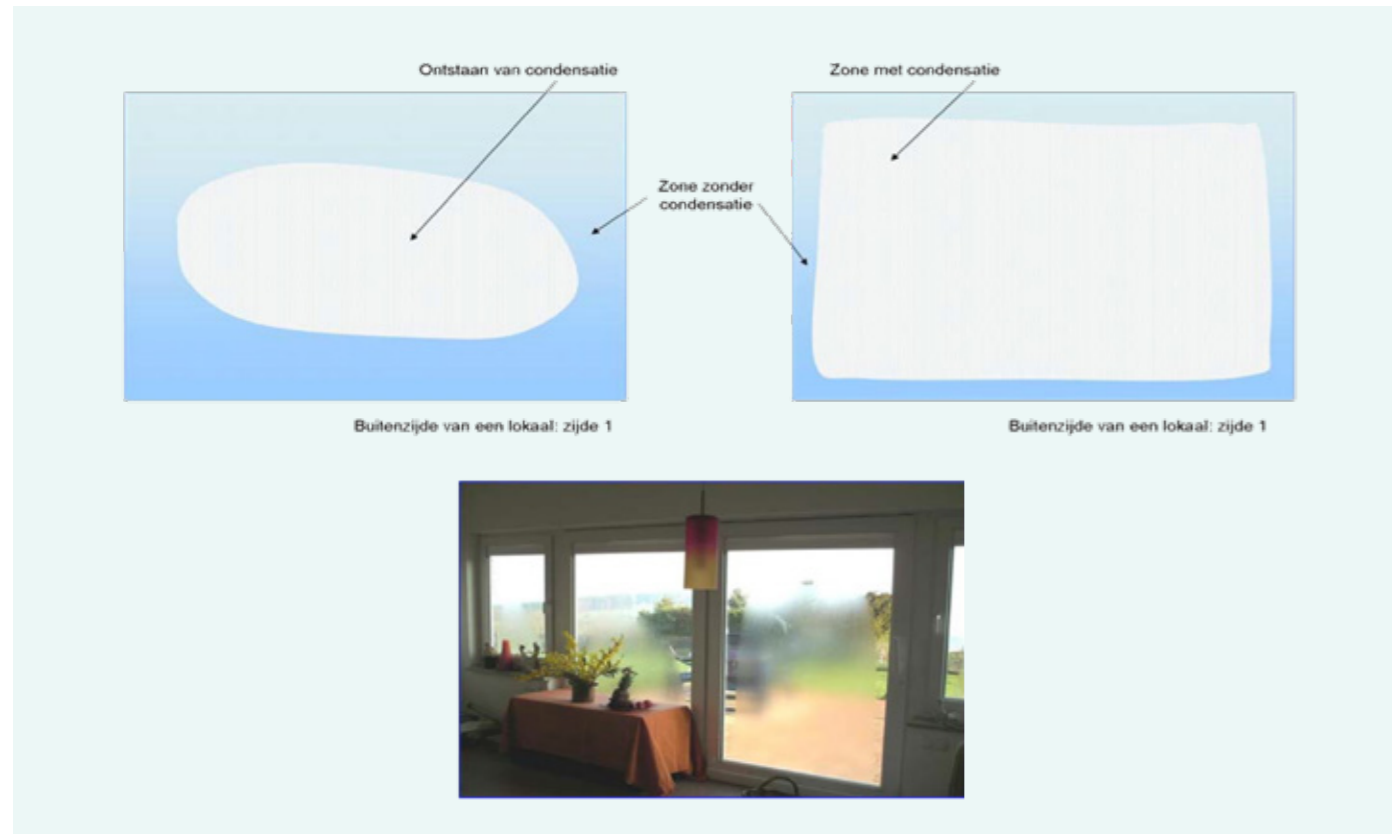 Ontstaan van condensatie
Zone met condensatie
Zone zonder
condensatie
Buitenzijde van een lokaal: zijde 1
Buitenzijde van een lokaal: zijde 1